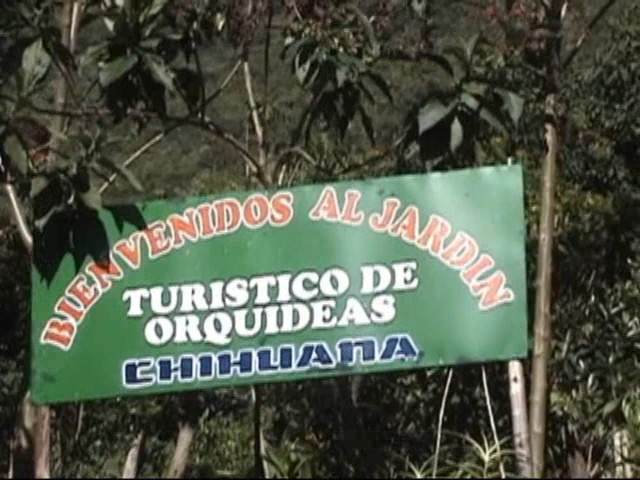 BIENVENIDOS AL JARDIN
TURISTICO DE
ORQUIDEAS
CHIHUANA